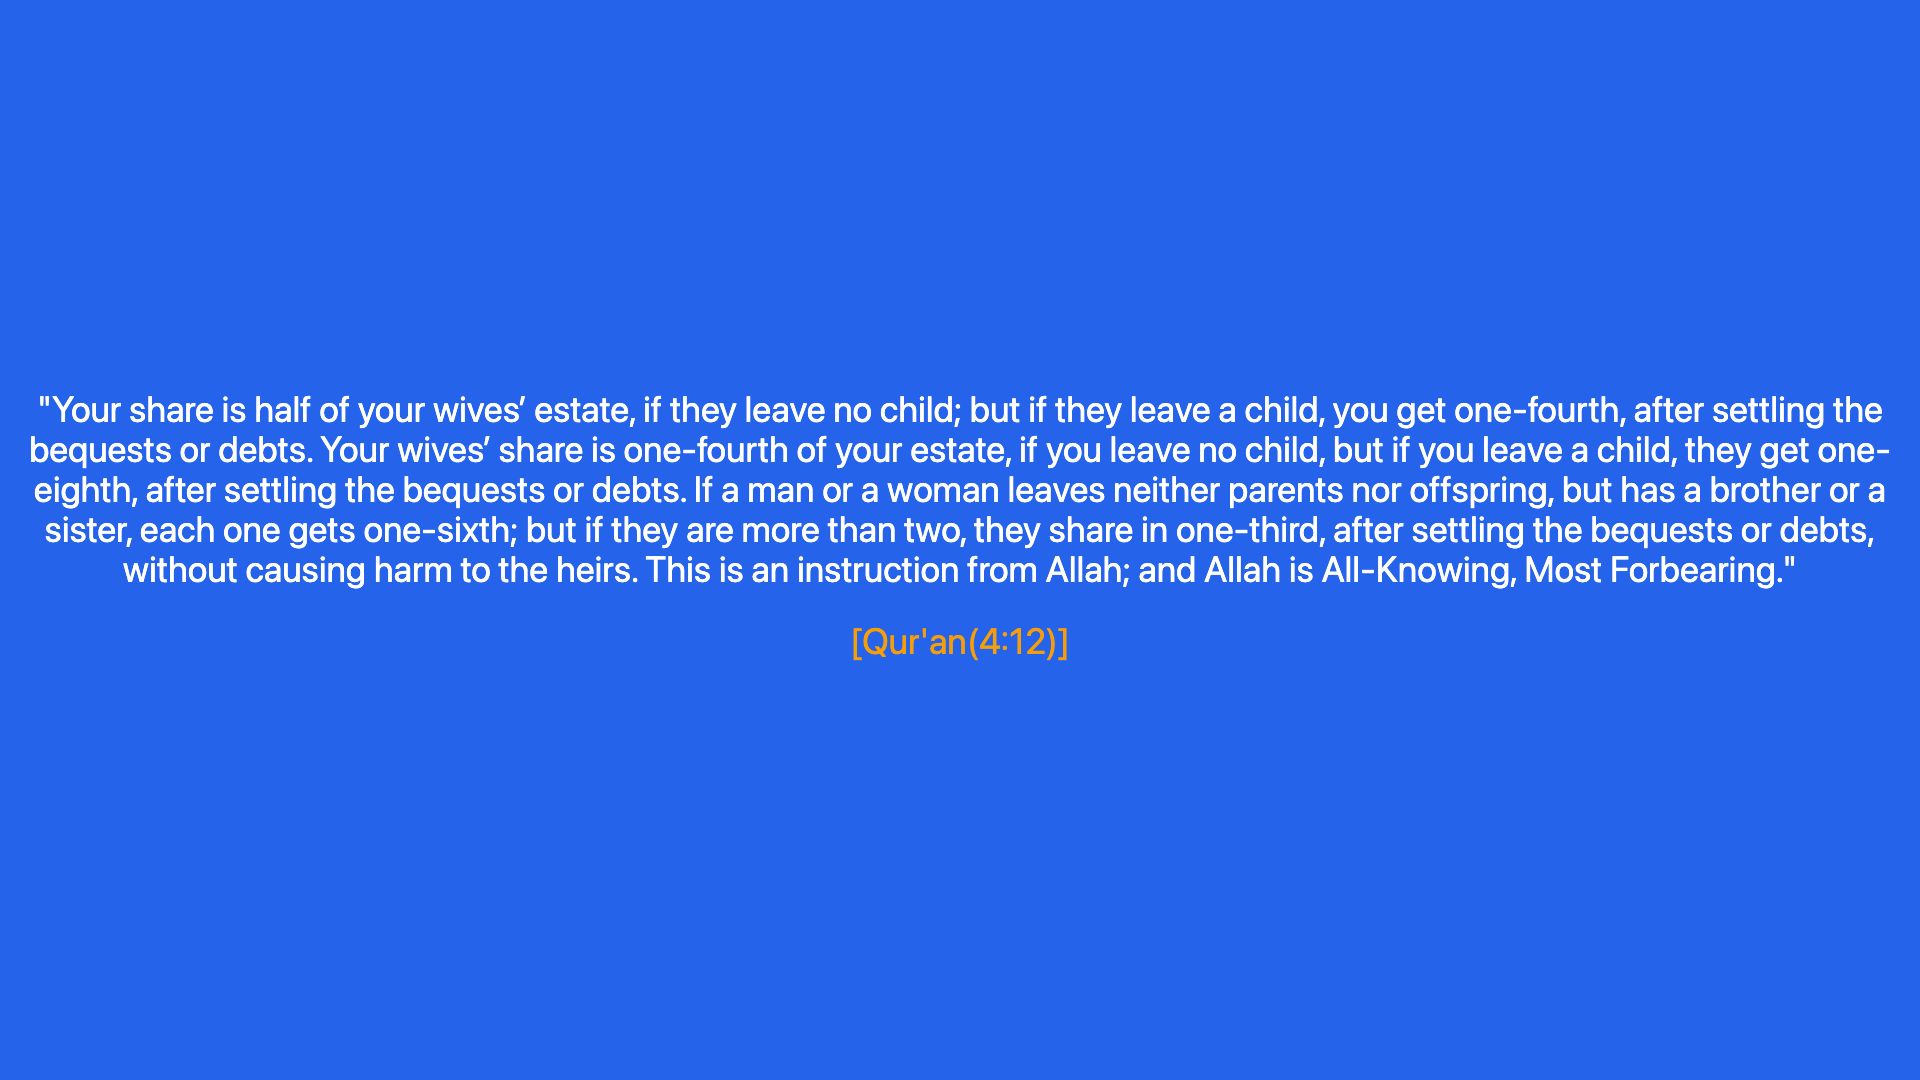 "Your share is half of your wives’ estate, if they leave no child; but if they leave a child, you get one-fourth, after settling the
bequests or debts. Your wives’ share is one-fourth of your estate, if you leave no child, but if you leave a child, they get one-
eighth, after settling the bequests or debts. If a man or a woman leaves neither parents nor offspring, but has a brother or a
sister, each one gets one-sixth; but if they are more than two, they share in one-third, after settling the bequests or debts,
without causing harm to the heirs. This is an instruction from Allah; and Allah is All-Knowing, Most Forbearing."
[Qur'an(4:12)]